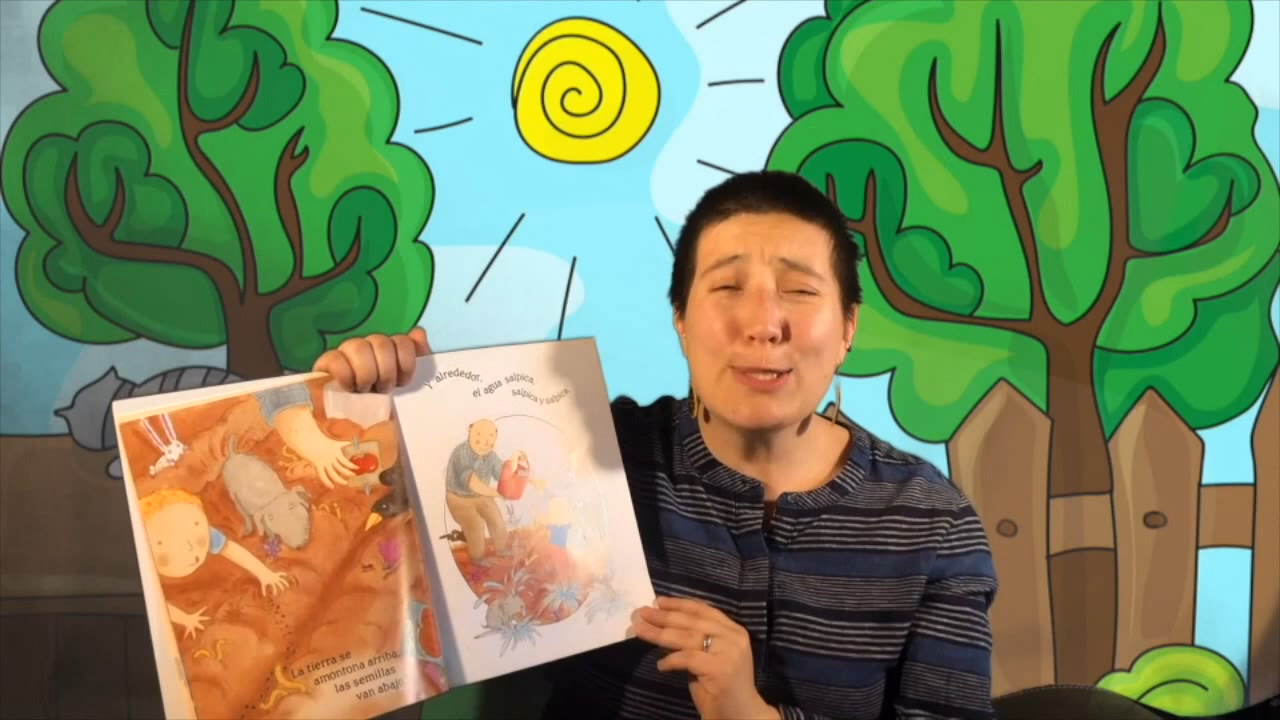 La tierra se
amontona arriba,
las semillas
van abajo
Y alrededor,
el agua salpica,
salpica y salpica.